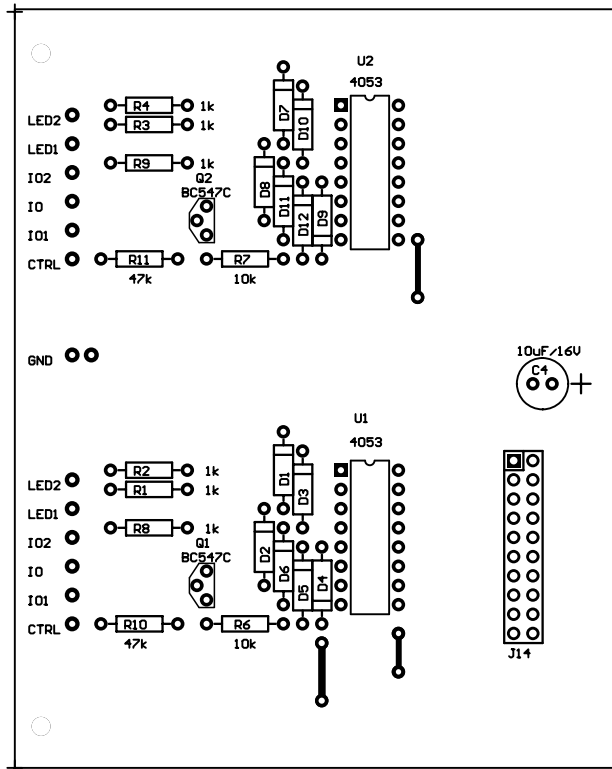 U2
4053
LED2
R4 1k
R3 1k
D7
D10
LED1
R9 1k
IO2
Q2
BC547C
D8
D11
IO
D12
D9
IO1
CTRL
R11
47k
R7
10k
GND
10uF/16V
C4
U1
4053
LED2
R2 1k
R1 1k
D1
D3
LED1
R8 1k
IO2
Q1
BC547C
D2
D6
IO
D5
D4
IO1
CTRL
R10
47k
R6
10k
J14